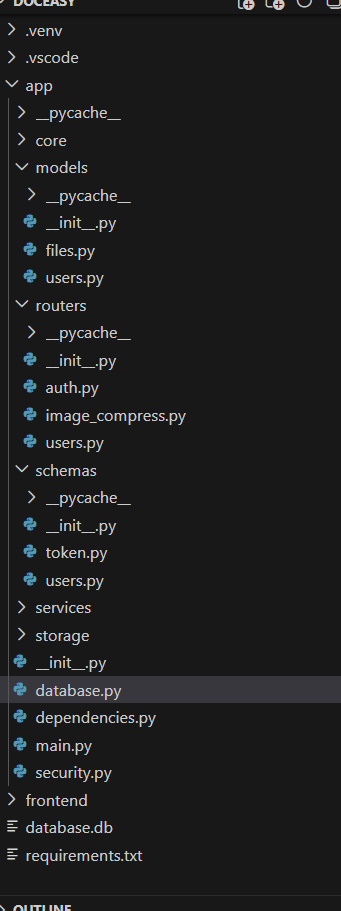 DOCEASY
.venv
.vscode
app
__pycache__
core
models
__pycache__
__init__.py
files.py
users.py
routers
__pycache__
__init__.py
auth.py
image_compress.py
users.py
schemas
__pycache__
__init__.py
token.py
users.py
services
storage
__init__.py
database.py
dependencies.py
main.py
security.py
frontend
database.db
requirements.txt
OUTLINE